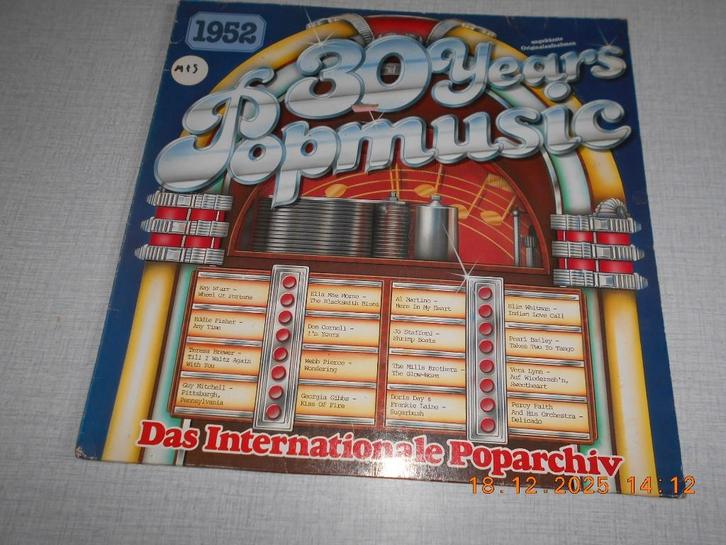 1952
M+S
ungekürzte
Originalaufnahmen
30 Years
Popmusic
Kay Starr -
Wheel Of Fortune
Eddie Fisher -
Any Time
Teresa Brewer -
Till I Waltz Again
With You
Guy Mitchell -
Pittsburgh,
Pennsylvania
Ella Mae Morse -
The Blacksmith Blues
Don Cornell -
I'm Yours
Webb Pierce -
Wondering
Georgia Gibbs -
Kiss Of Fire
Al Martino -
Here In My Heart
Jo Stafford -
Shrimp Boats
The Mills Brothers -
The Glow-Worm
Doris Day &
Frankie Laine -
Sugarbush
Slim Whitman -
Indian Love Call
Pearl Bailey -
Takes Two To Tango
Vera Lynn -
Auf Wiederseh'n,
Sweetheart
Percy Faith
And His Orchestra -
Delicado
Das Internationale Poparchiv
18.12.2025 14:12